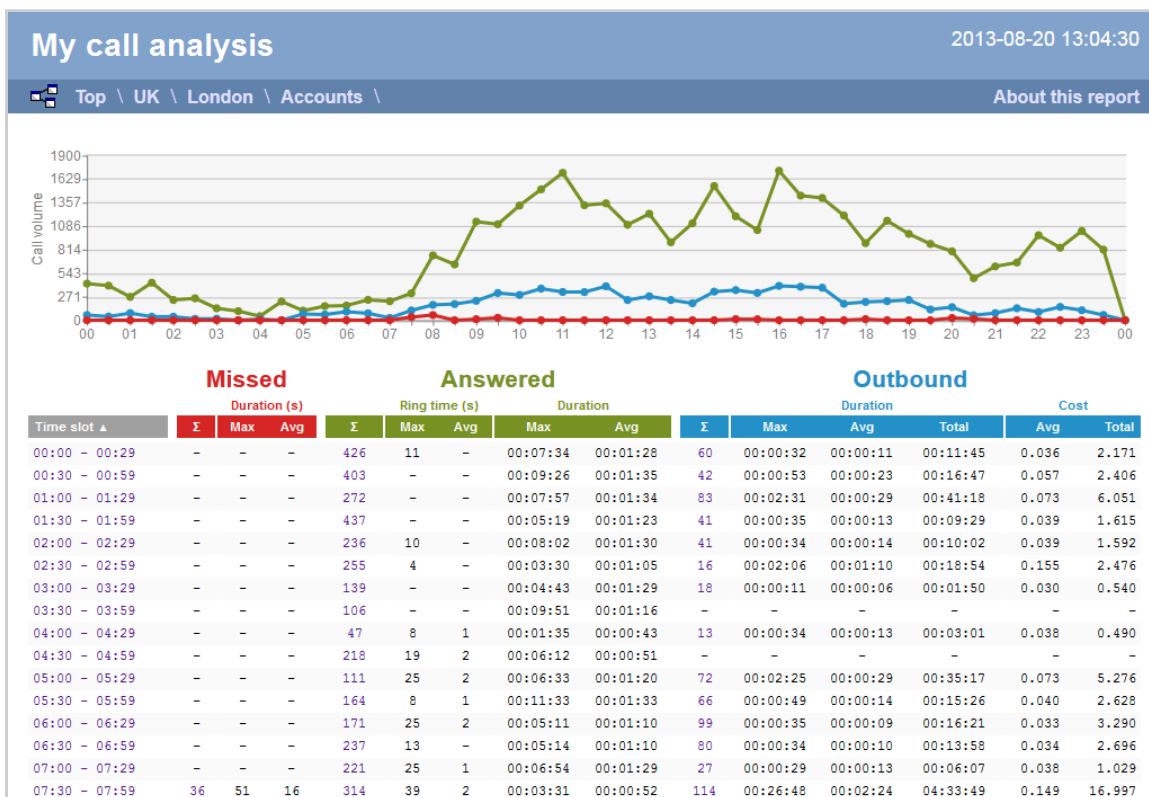 My call analysis 2013-08-20 13:04:30
Top \ UK \ London \ Accounts \ About this report
1900
1629
1357
1086
814
543
271
0
Call volume
00 01 02 03 04 05 06 07 08 09 10 11 12 13 14 15 16 17 18 19 20 21 22 23 00
Missed Answered Outbound
Duration (s) Ring time (s) Duration Duration Cost
Time slot ▲ Σ Max Avg Σ Max Avg Max Avg Σ Max Avg Total Avg Total
00:00 - 00:29 - - - 426 11 - 00:07:34 00:01:28 60 00:00:32 00:00:11 00:11:45 0.036 2.171
00:30 - 00:59 - - - 403 - - 00:09:26 00:01:35 42 00:00:53 00:00:23 00:16:47 0.057 2.406
01:00 - 01:29 - - - 272 - - 00:07:57 00:01:34 83 00:02:31 00:00:29 00:41:18 0.073 6.051
01:30 - 01:59 - - - 437 - - 00:05:19 00:01:23 41 00:00:35 00:00:13 00:09:29 0.039 1.615
02:00 - 02:29 - - - 236 10 - 00:08:02 00:01:30 41 00:00:34 00:00:14 00:10:02 0.039 1.592
02:30 - 02:59 - - - 255 4 - 00:03:30 00:01:05 16 00:02:06 00:01:10 00:18:54 0.155 2.476
03:00 - 03:29 - - - 139 - - 00:04:43 00:01:29 18 00:00:11 00:00:06 00:01:50 0.030 0.540
03:30 - 03:59 - - - 106 - - 00:09:51 00:01:16 - - - - - -
04:00 - 04:29 - - - 47 8 1 00:01:35 00:00:43 13 00:00:34 00:00:13 00:03:01 0.038 0.490
04:30 - 04:59 - - - 218 19 2 00:06:12 00:00:51 - - - - - -
05:00 - 05:29 - - - 111 25 2 00:06:33 00:01:20 72 00:02:25 00:00:29 00:35:17 0.073 5.276
05:30 - 05:59 - - - 164 8 1 00:11:33 00:01:33 66 00:00:49 00:00:14 00:15:26 0.040 2.628
06:00 - 06:29 - - - 171 25 2 00:05:11 00:01:10 99 00:00:35 00:00:09 00:16:21 0.033 3.290
06:30 - 06:59 - - - 237 13 - 00:05:14 00:01:10 80 00:00:34 00:00:10 00:13:58 0.034 2.696
07:00 - 07:29 - - - 221 25 1 00:06:54 00:01:29 27 00:00:29 00:00:13 00:06:07 0.038 1.029
07:30 - 07:59 36 51 16 314 39 2 00:03:31 00:00:52 114 00:26:48 00:02:24 04:33:49 0.149 16.997